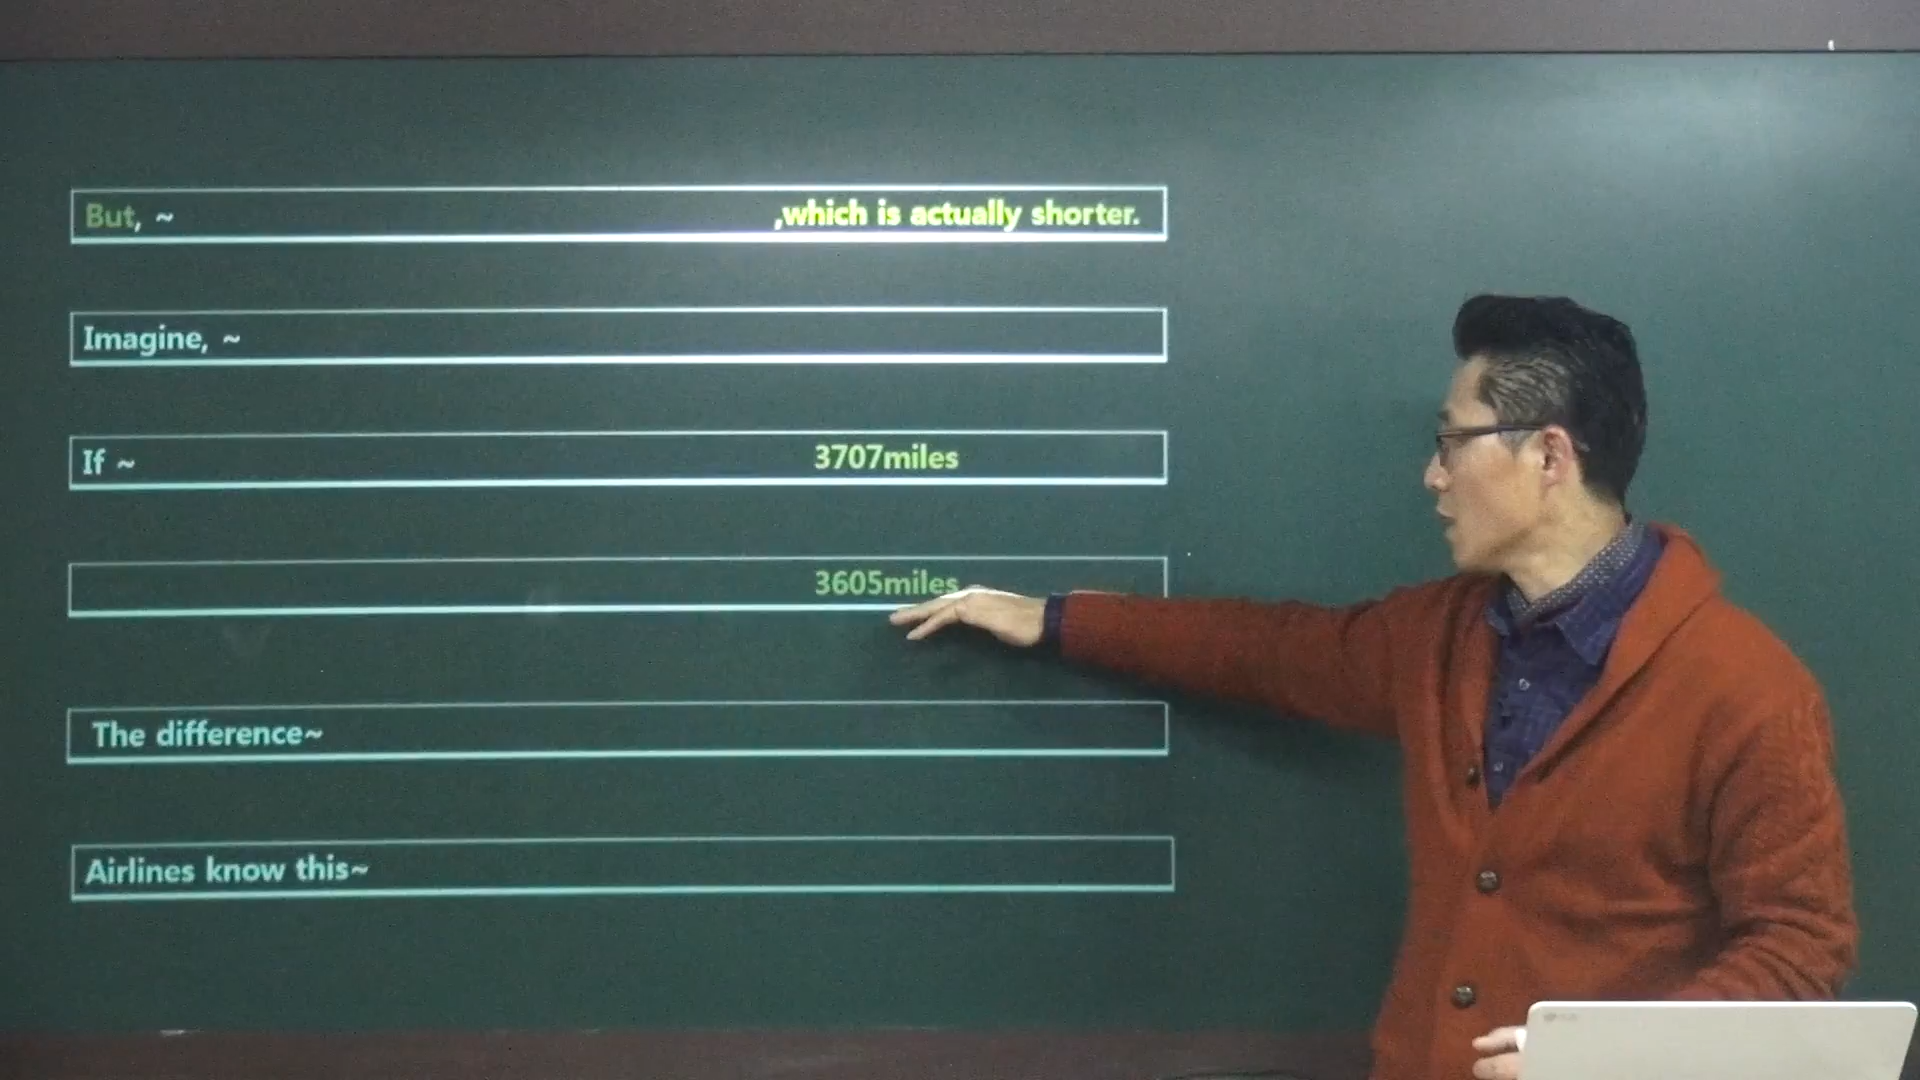 But, ~ ,which is actually shorter.
Imagine, ~
If ~ 3707miles
3605miles
The difference~
Airlines know this~